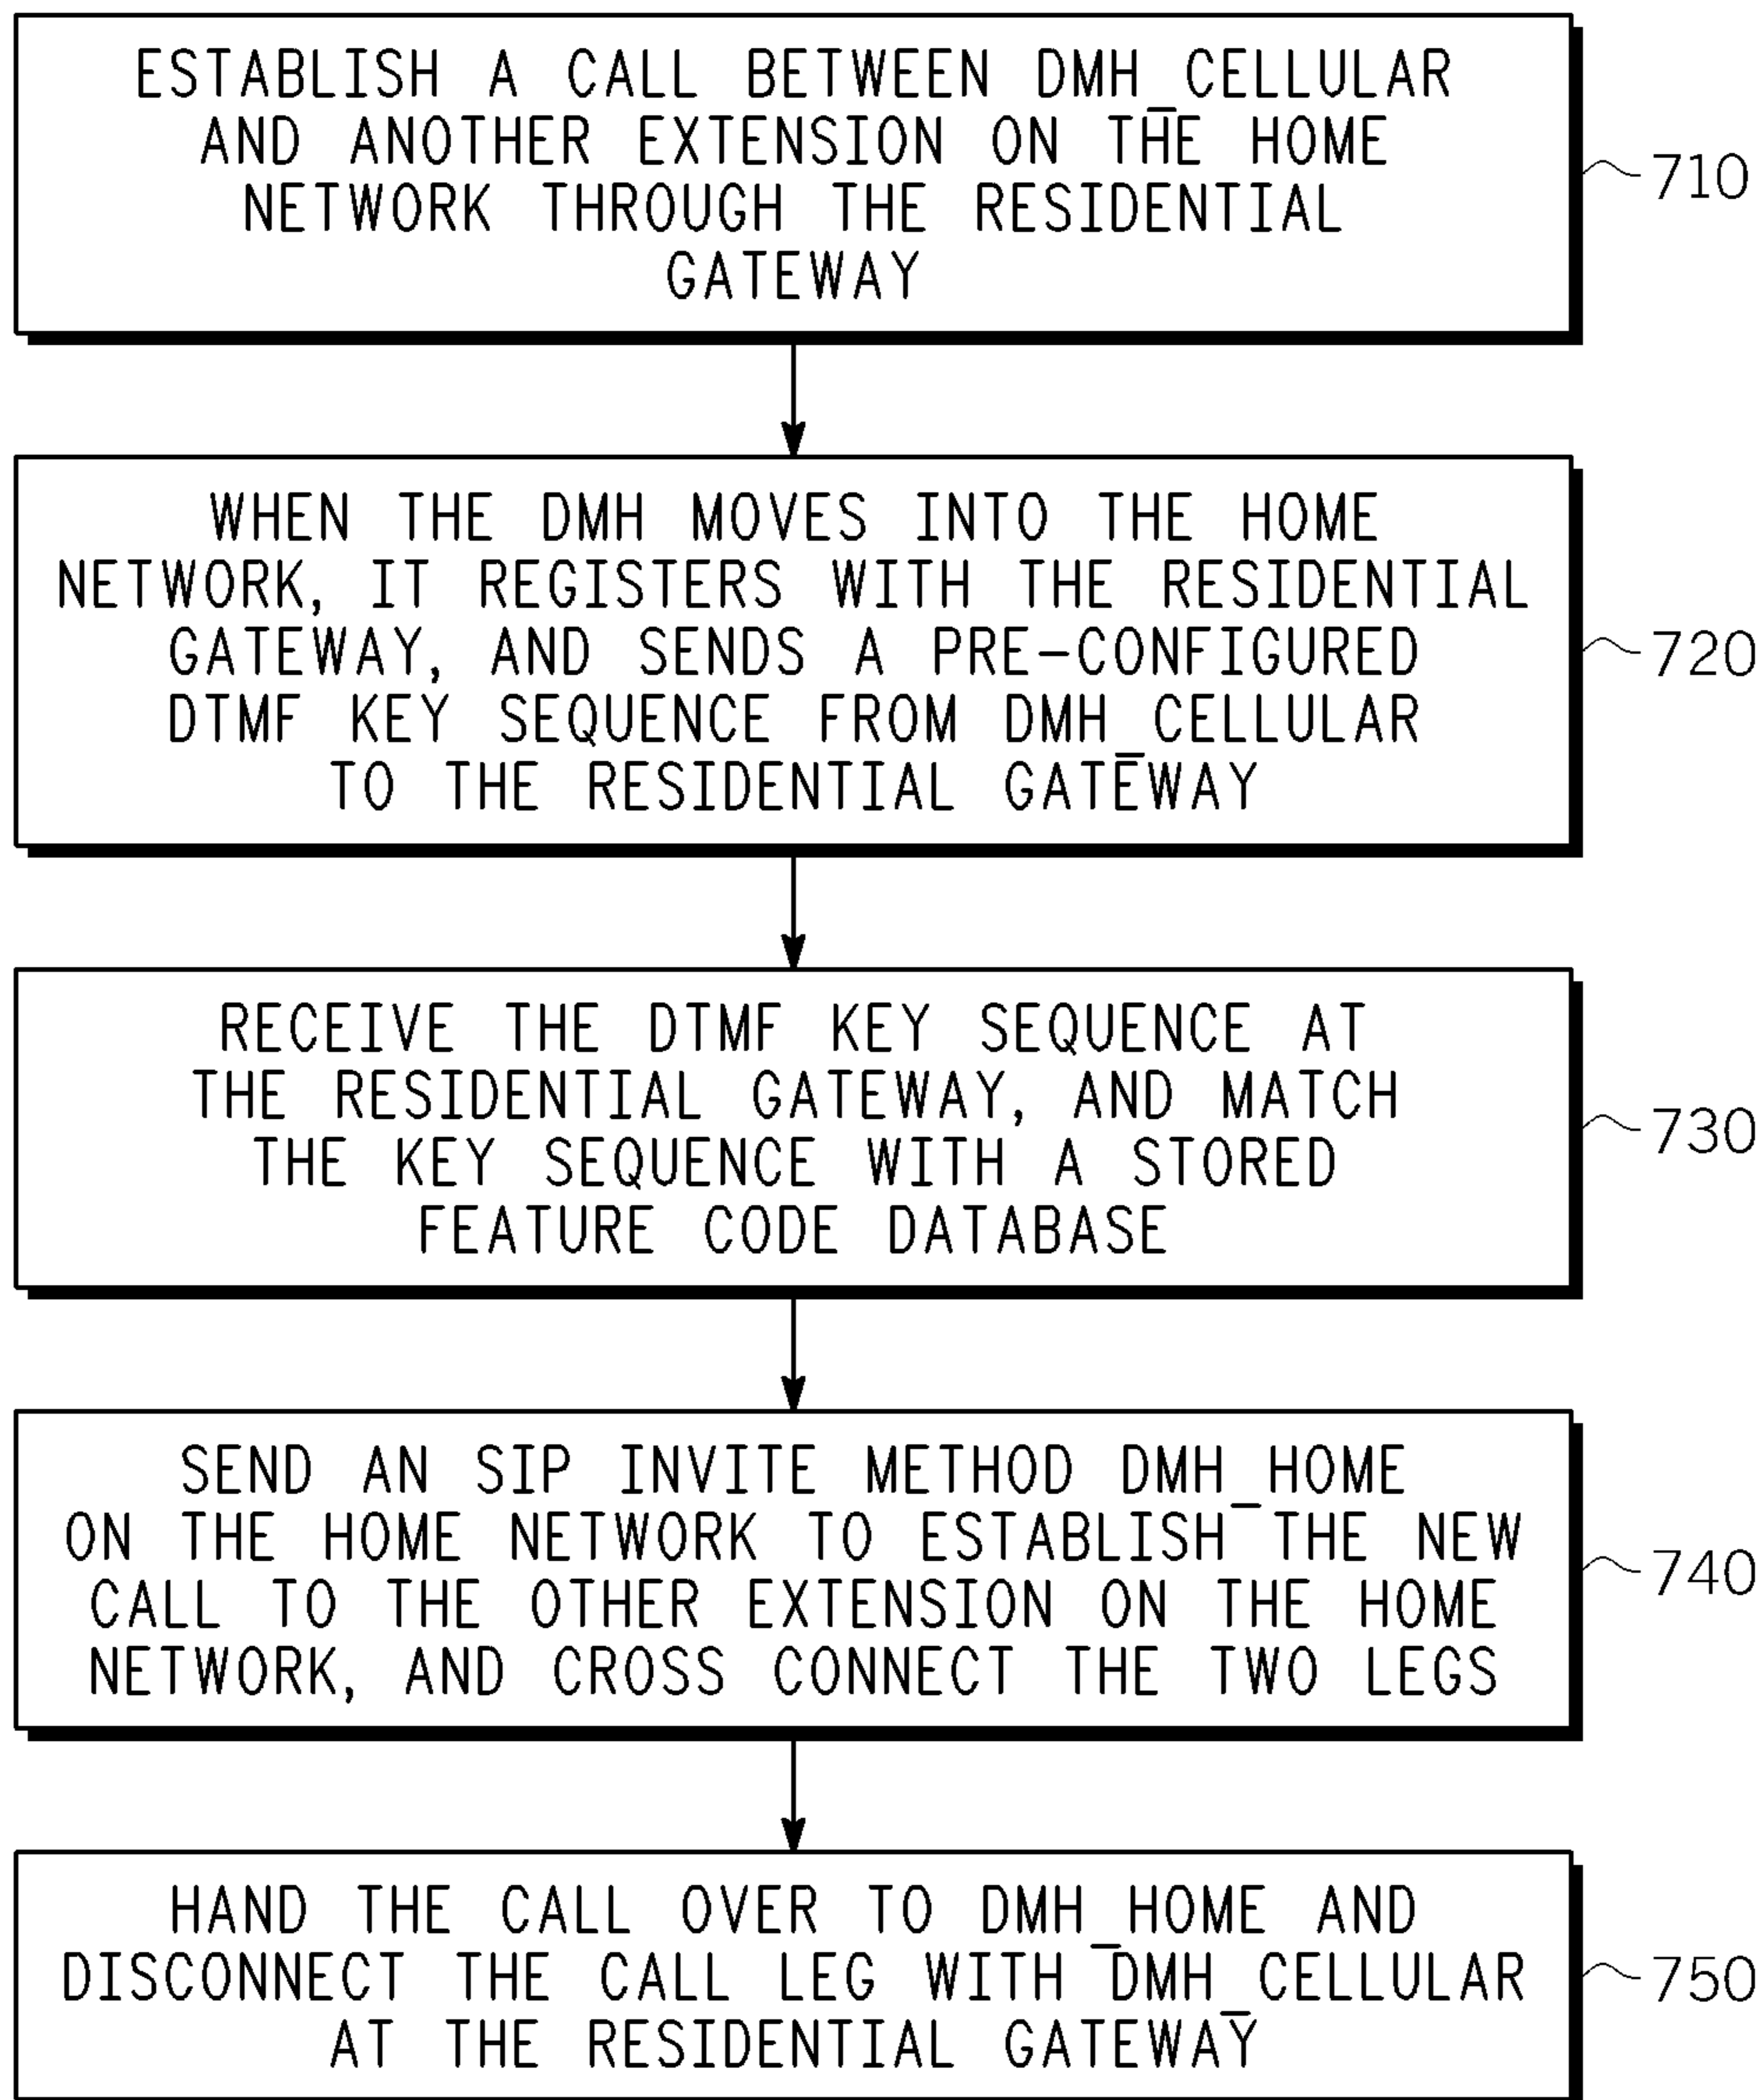 ESTABLISH A CALL BETWEEN DMH_CELLULAR
AND ANOTHER EXTENSION ON THE HOME
NETWORK THROUGH THE RESIDENTIAL
GATEWAY
710
WHEN THE DMH MOVES INTO THE HOME
NETWORK, IT REGISTERS WITH THE RESIDENTIAL
GATEWAY, AND SENDS A PRE-CONFIGURED
DTMF KEY SEQUENCE FROM DMH_CELLULAR
TO THE RESIDENTIAL GATEWAY
720
RECEIVE THE DTMF KEY SEQUENCE AT
THE RESIDENTIAL GATEWAY, AND MATCH
THE KEY SEQUENCE WITH A STORED
FEATURE CODE DATABASE
730
SEND AN SIP INVITE METHOD DMH_HOME
ON THE HOME NETWORK TO ESTABLISH THE NEW
CALL TO THE OTHER EXTENSION ON THE HOME
NETWORK, AND CROSS CONNECT THE TWO LEGS
740
HAND THE CALL OVER TO DMH_HOME AND
DISCONNECT THE CALL LEG WITH DMH_CELLULAR
AT THE RESIDENTIAL GATEWAY
750